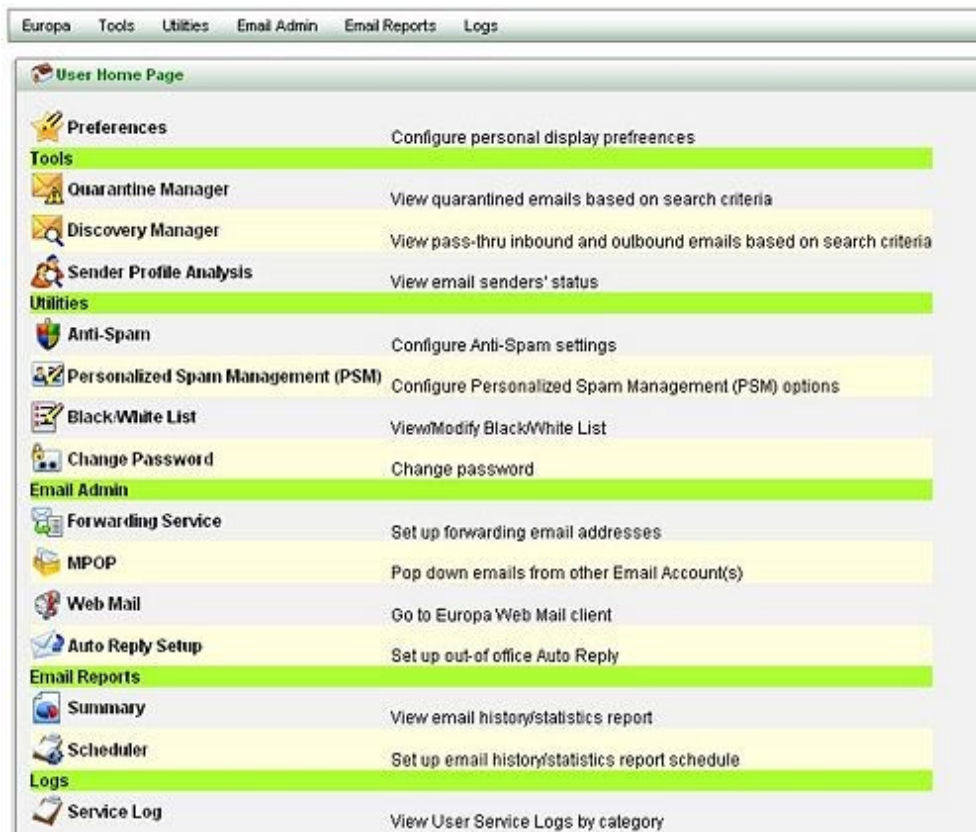 Europa Tools Utilities Email Admin Email Reports Logs
User Home Page
Preferences Configure personal display prefreences
Tools
Quarantine Manager View quarantined emails based on search criteria
Discovery Manager View pass-thru inbound and outbound emails based on search criteria
Sender Profile Analysis View email senders' status
Utilities
Anti-Spam Configure Anti-Spam settings
Personalized Spam Management (PSM) Configure Personalized Spam Management (PSM) options
Black/White List View/Modify Black/White List
Change Password Change password
Email Admin
Forwarding Service Set up forwarding email addresses
MPOP Pop down emails from other Email Account(s)
Web Mail Go to Europa Web Mail client
Auto Reply Setup Set up out-of office Auto Reply
Email Reports
Summary View email history/statistics report
Scheduler Set up email history/statistics report schedule
Logs
Service Log View User Service Logs by category